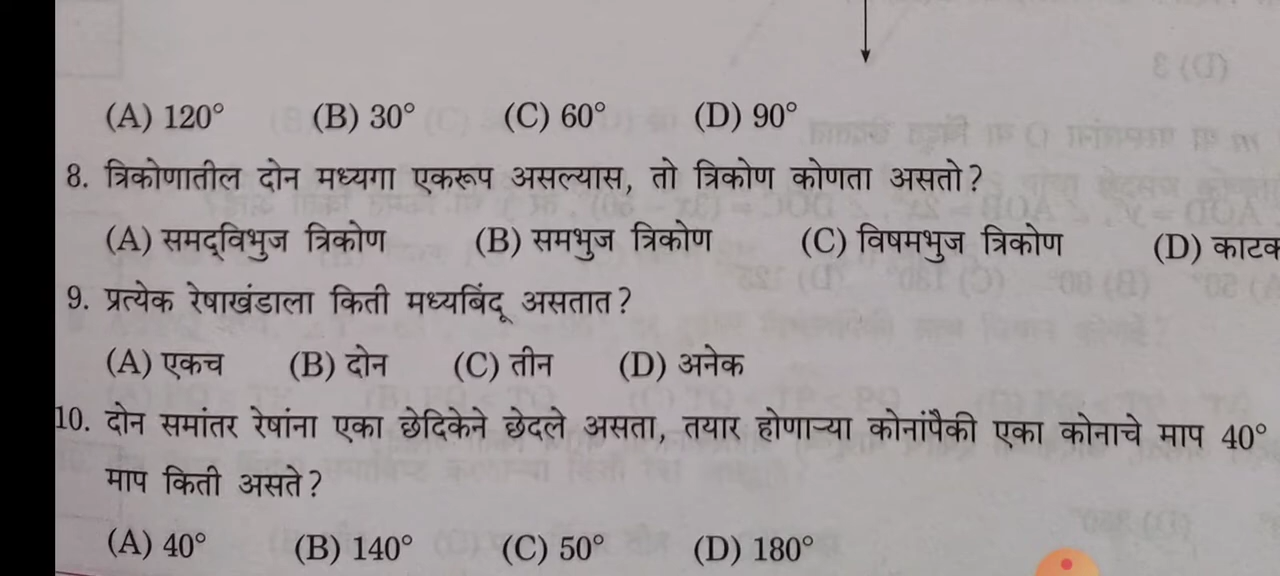 (A) 120° (B) 30° (C) 60° (D) 90°
8. त्रिकोणातील दोन मध्यगा एकरूप असल्यास, तो त्रिकोण कोणता असतो?
(A) समद्‌विभुज त्रिकोण (B) समभुज त्रिकोण (C) विषमभुज त्रिकोण (D) काटक
9. प्रत्येक रेषाखंडाला किती मध्यबिंदू असतात?
(A) एकच (B) दोन (C) तीन (D) अनेक
10. दोन समांतर रेषांना एका छेदिकेने छेदले असता, तयार होणाऱ्या कोनांपैकी एका कोनाचे माप 40°
माप किती असते?
(A) 40° (B) 140° (C) 50° (D) 180°